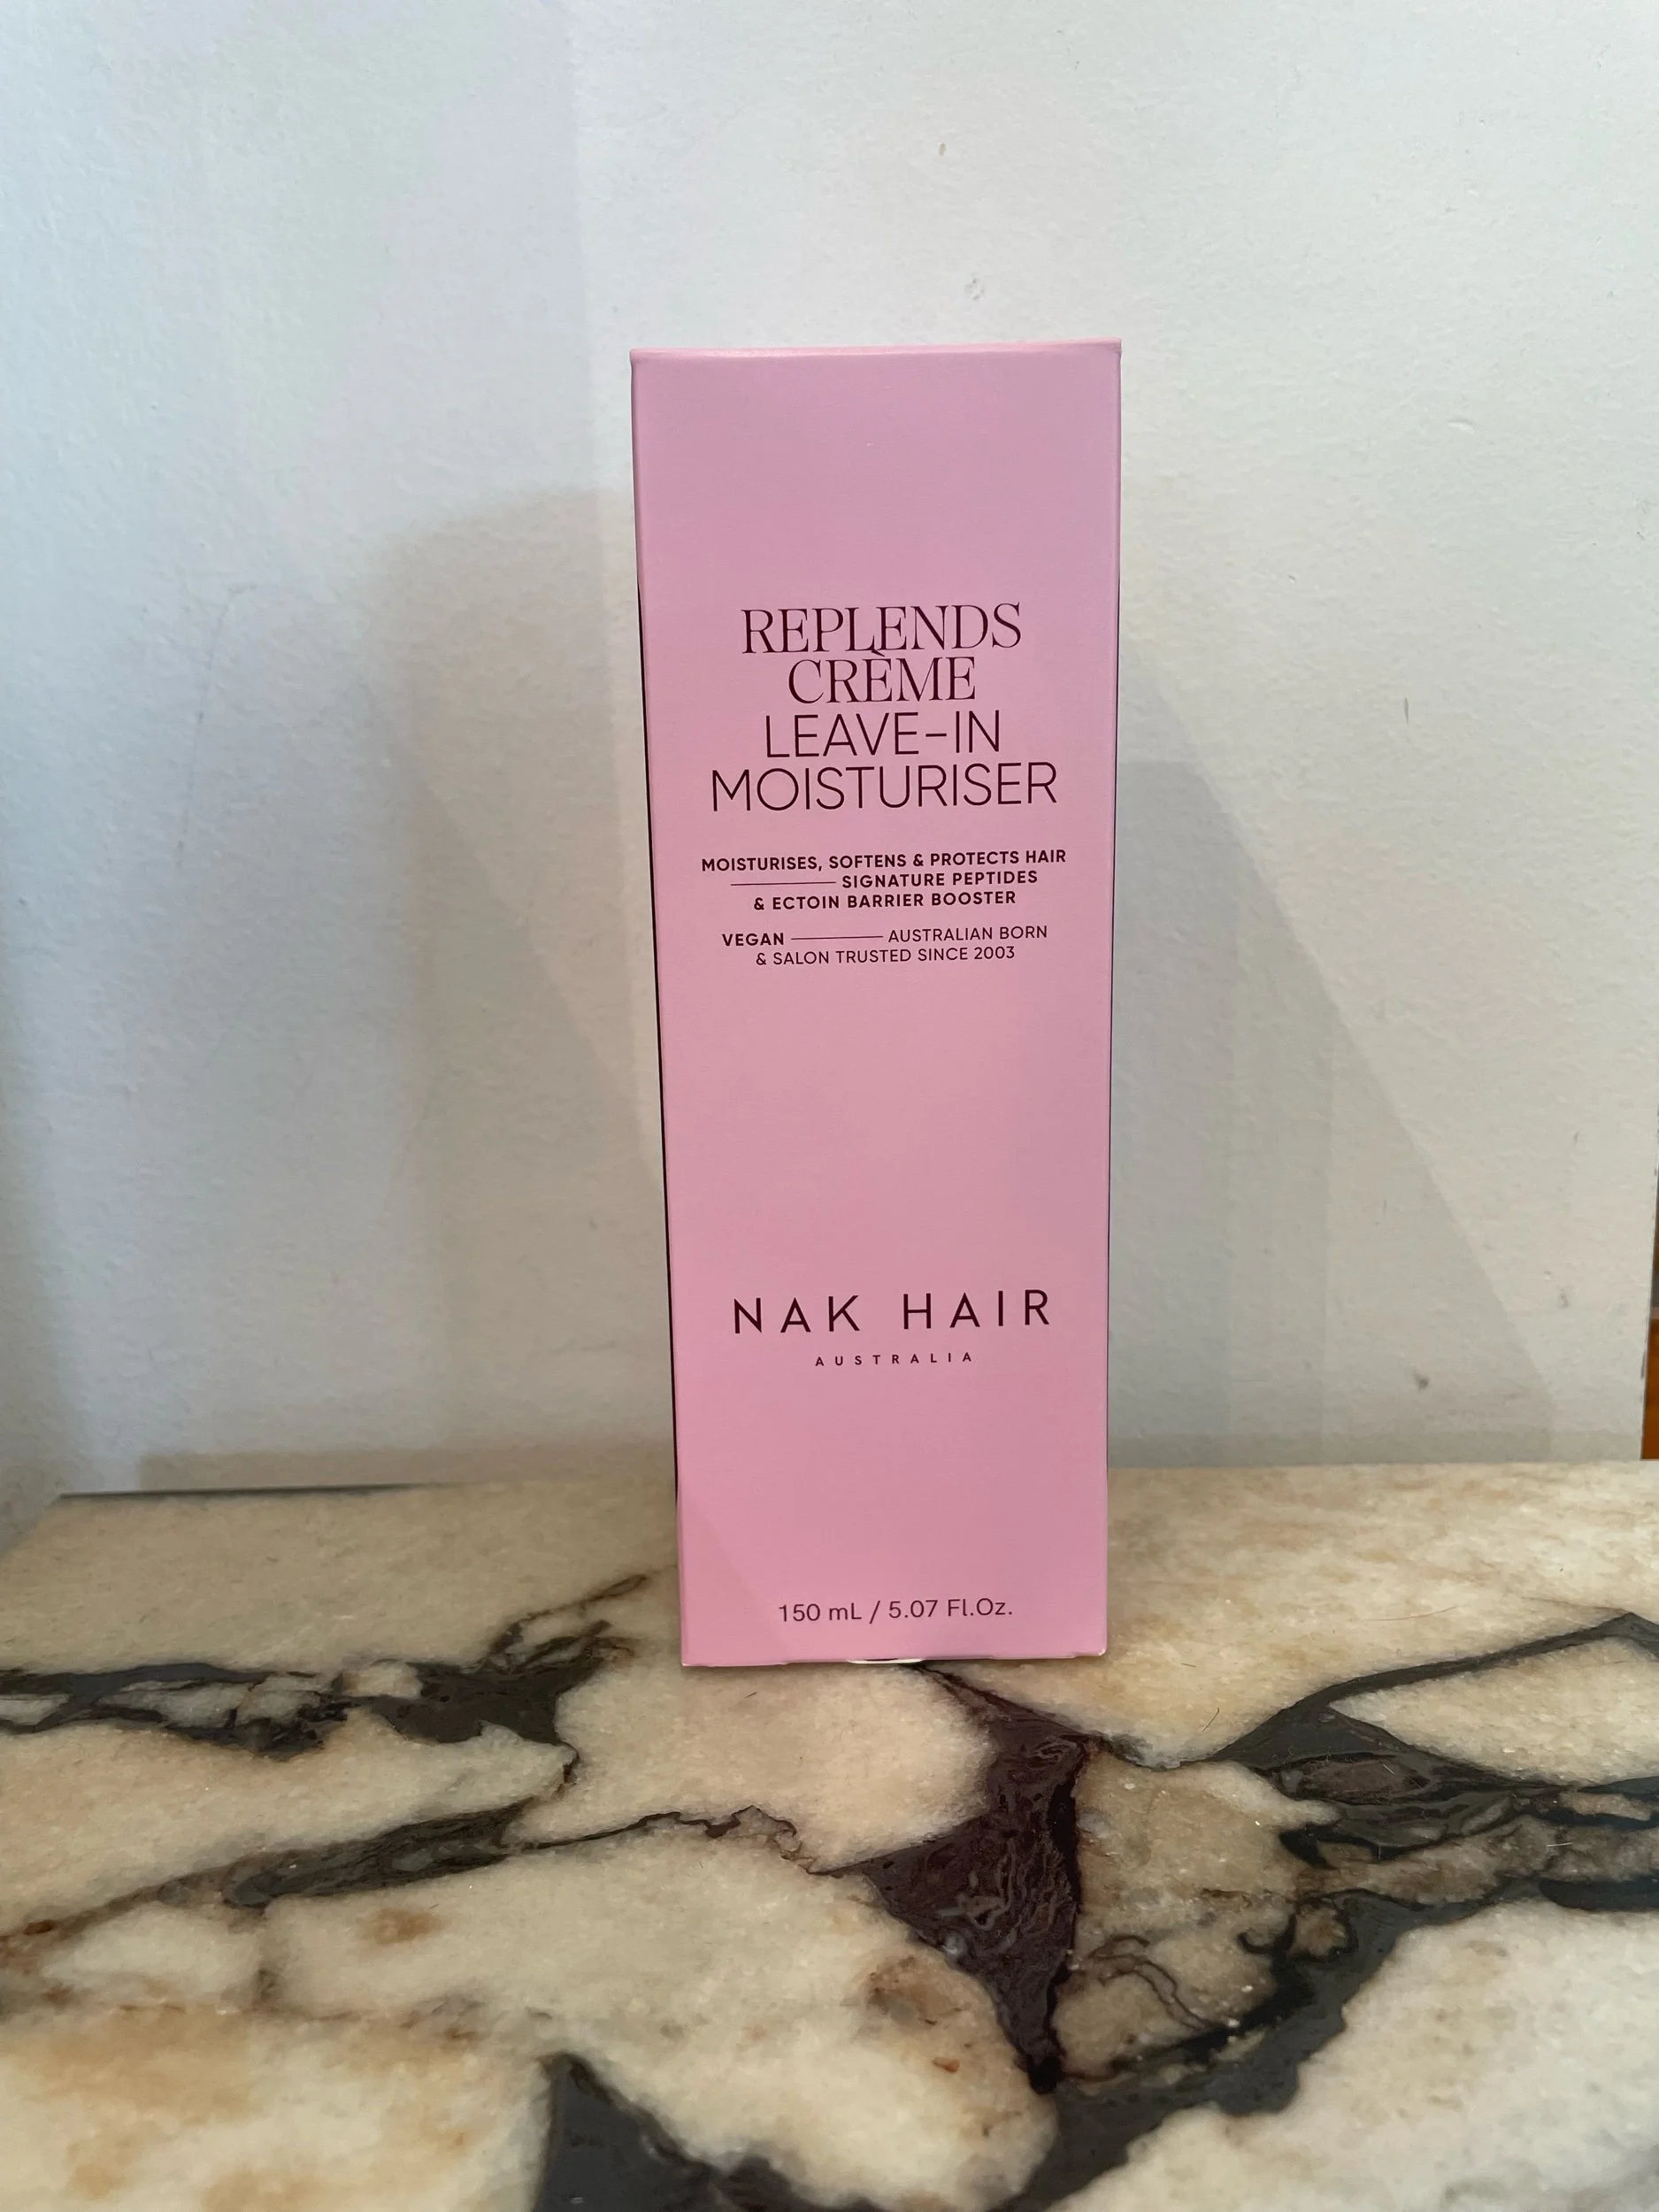 REPLENDS
CRÈME
LEAVE-IN
MOISTURISER
MOISTURISES, SOFTENS & PROTECTS HAIR
SIGNATURE PEPTIDES
& ECTOIN BARRIER BOOSTER
VEGAN AUSTRALIAN BORN
& SALON TRUSTED SINCE 2003
NAK HAIR
AUSTRALIA
150 mL / 5.07 Fl.Oz.